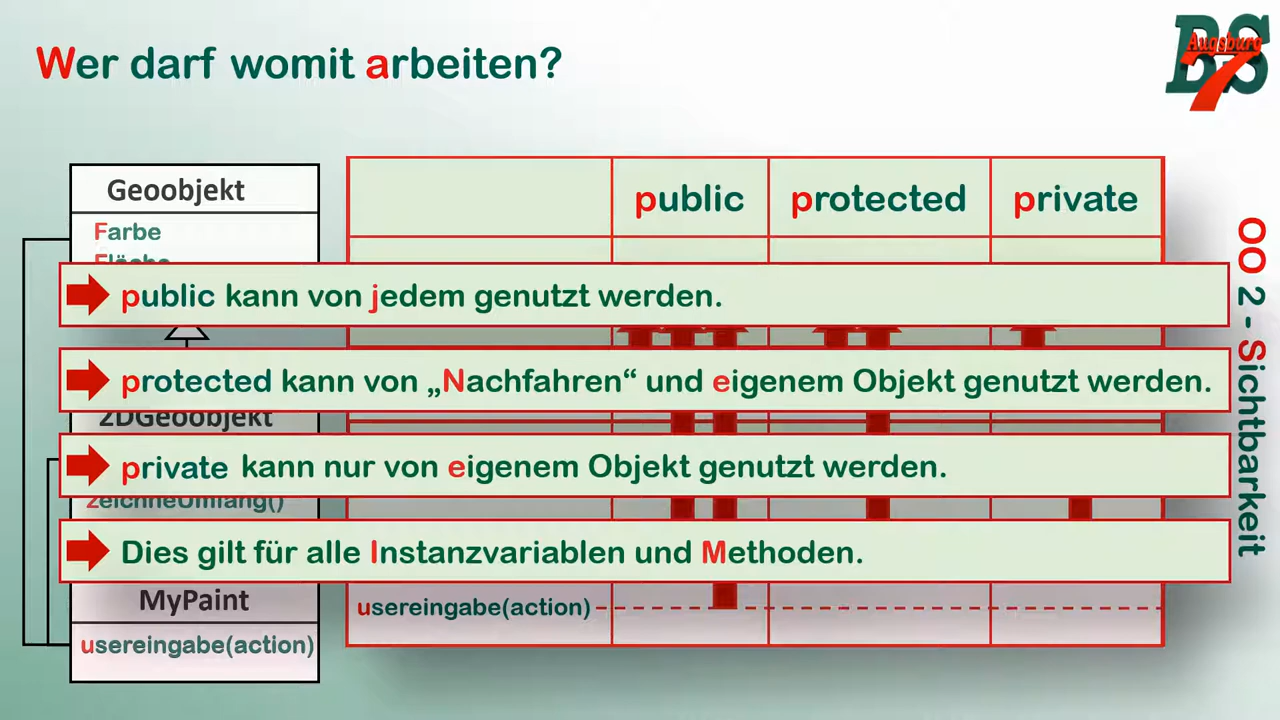 Wer darf womit arbeiten?
BS
Augsburg
7
Geoobjekt
Farbe
Fläche
public
protected
private
public kann von jedem genutzt werden.
protected kann von „Nachfahren“ und eigenem Objekt genutzt werden.
2DGeoobjekt
private kann nur von eigenem Objekt genutzt werden.
zeichneUmfang()
Dies gilt für alle Instanzvariablen und Methoden.
MyPaint
usereingabe(action)
usereingabe(action)
OO 2 - Sichtbarkeit